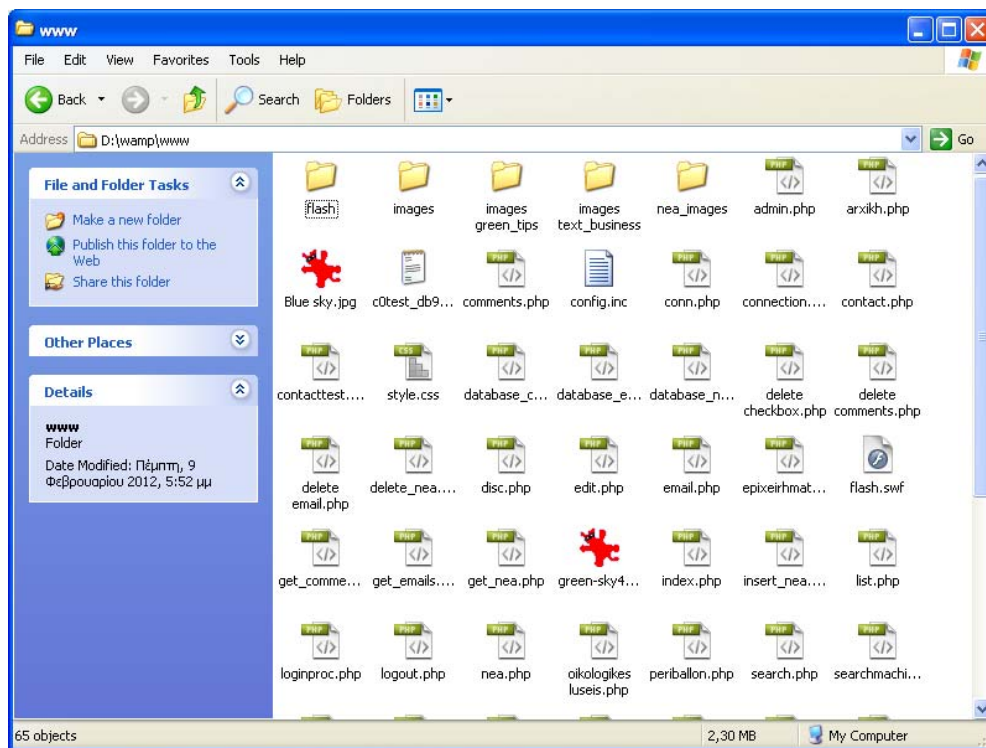 www
File Edit View Favorites Tools Help
Back Search Folders
Address D:\wamp\www Go
File and Folder Tasks
Make a new folder
Publish this folder to the
Web
Share this folder
Other Places
Details
www
Folder
Date Modified: Πέμπτη, 9
Φεβρουαρίου 2012, 5:52 μμ
flash images images nea_images admin.php arxikh.php
green_tips text_business
Blue sky.jpg c0test_db9... comments.php config.inc conn.php connection.... contact.php
contacttest.... style.css database_c... database_e... database_n... delete delete
checkbox.php comments.php
delete delete_nea.... disc.php edit.php email.php epixeirhmat... flash.swf
email.php
get_comme... get_emails.... get_nea.php green-sky4... index.php insert_nea.... list.php
loginproc.php logout.php nea.php oikologikes periballon.php search.php searchmachi...
luseis.php
65 objects 2,30 MB My Computer